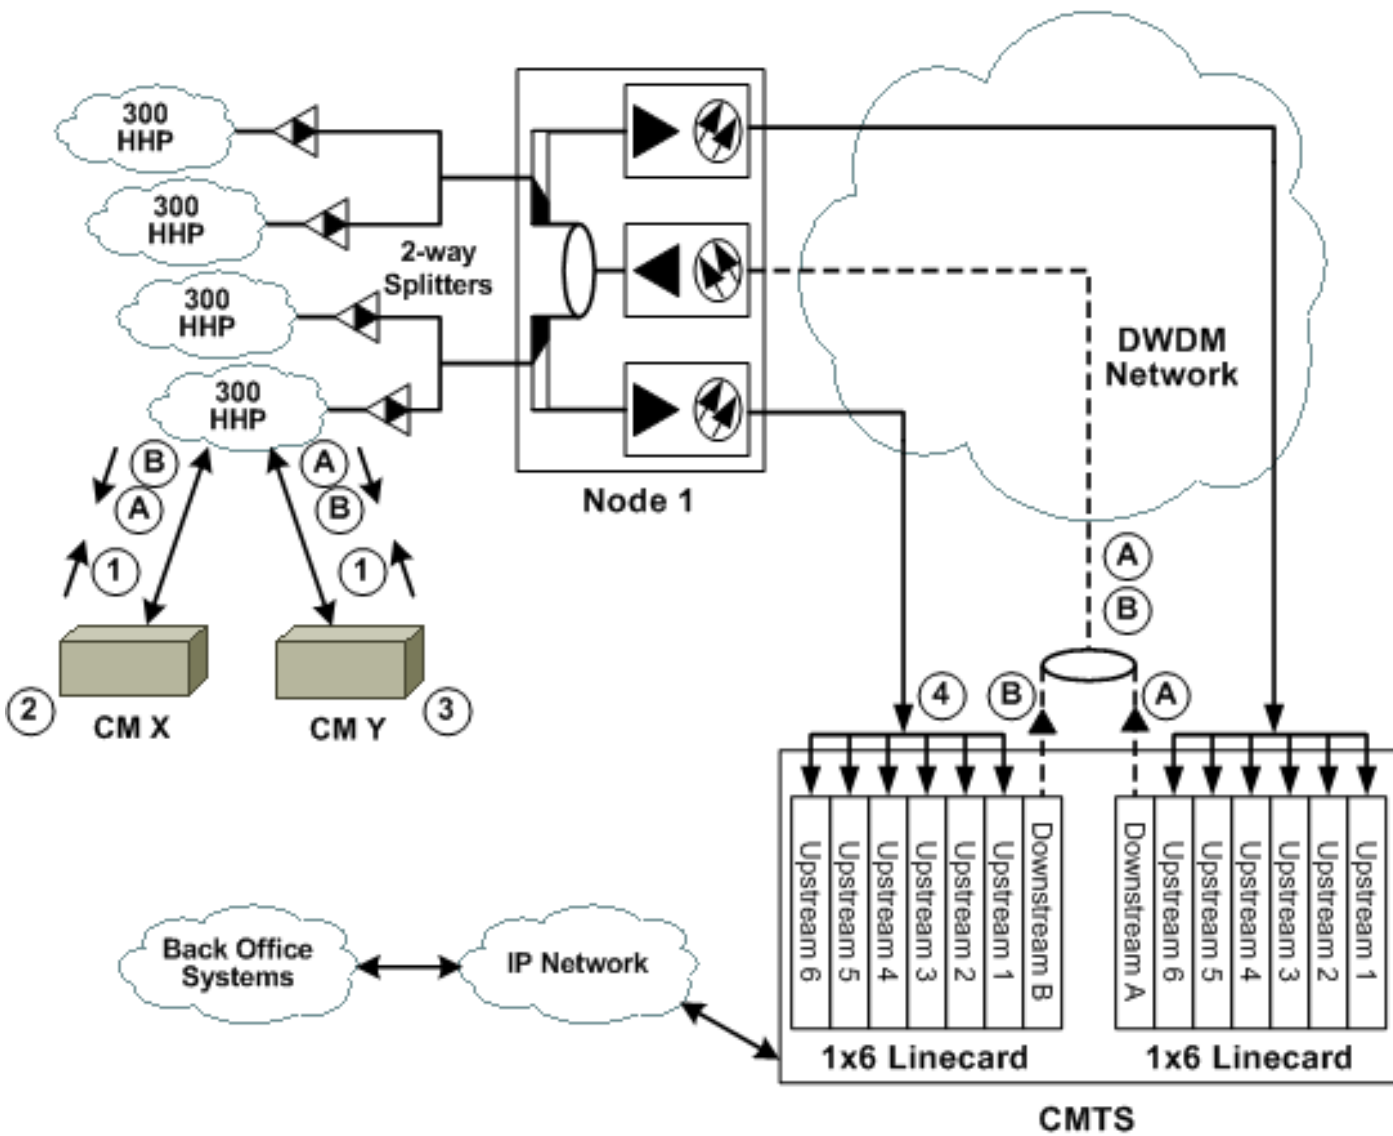 300
HHP
300
HHP
300
HHP
300
HHP
2-way
Splitters
Node 1
DWDM
Network
B
A
1
A
B
1
A
B
2
CM X
CM Y
3
4
B
A
Upstream 6
Upstream 5
Upstream 4
Upstream 3
Upstream 2
Upstream 1
Downstream B
Downstream A
Upstream 6
Upstream 5
Upstream 4
Upstream 3
Upstream 2
Upstream 1
1x6 Linecard
1x6 Linecard
CMTS
Back Office
Systems
IP Network